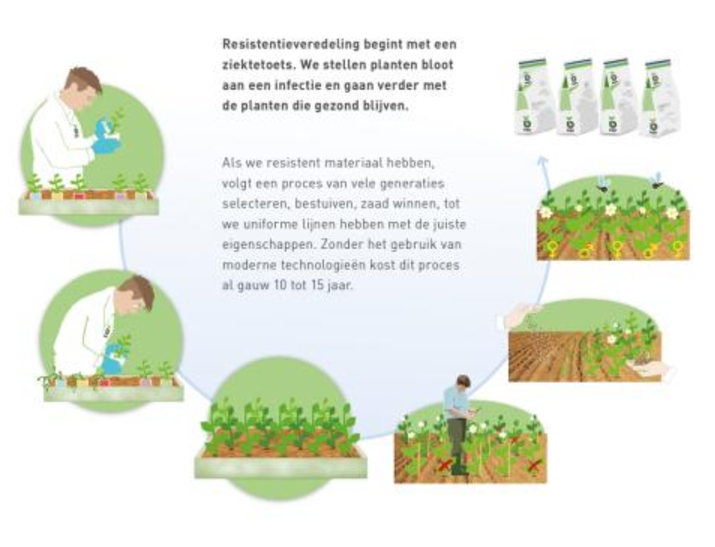 Resistentieveredeling begint met een
ziektetoets. We stellen planten bloot
aan een infectie en gaan verder met
de planten die gezond blijven.
Als we resistent materiaal hebben,
volgt een proces van vele generaties
selecteren, bestuiven, zaad winnen, tot
we uniforme lijnen hebben met de juiste
eigenschappen. Zonder het gebruik van
moderne technologieën kost dit proces
al gauw 10 tot 15 jaar.